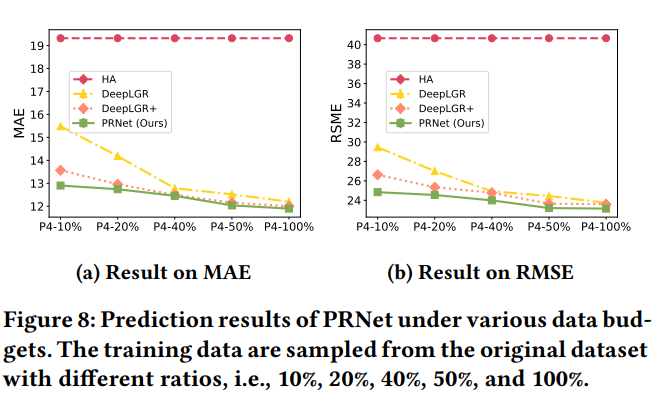 19
18
17
16
15
14
13
12
MAE
HA
DeepLGR
DeepLGR+
PRNet (Ours)
P4-10% P4-20% P4-40% P4-50% P4-100%
(a) Result on MAE
40
38
36
34
32
30
28
26
24
RSME
HA
DeepLGR
DeepLGR+
PRNet (Ours)
P4-10% P4-20% P4-40% P4-50% P4-100%
(b) Result on RMSE
Figure 8: Prediction results of PRNet under various data bud-
gets. The training data are sampled from the original dataset
with different ratios, i.e., 10%, 20%, 40%, 50%, and 100%.